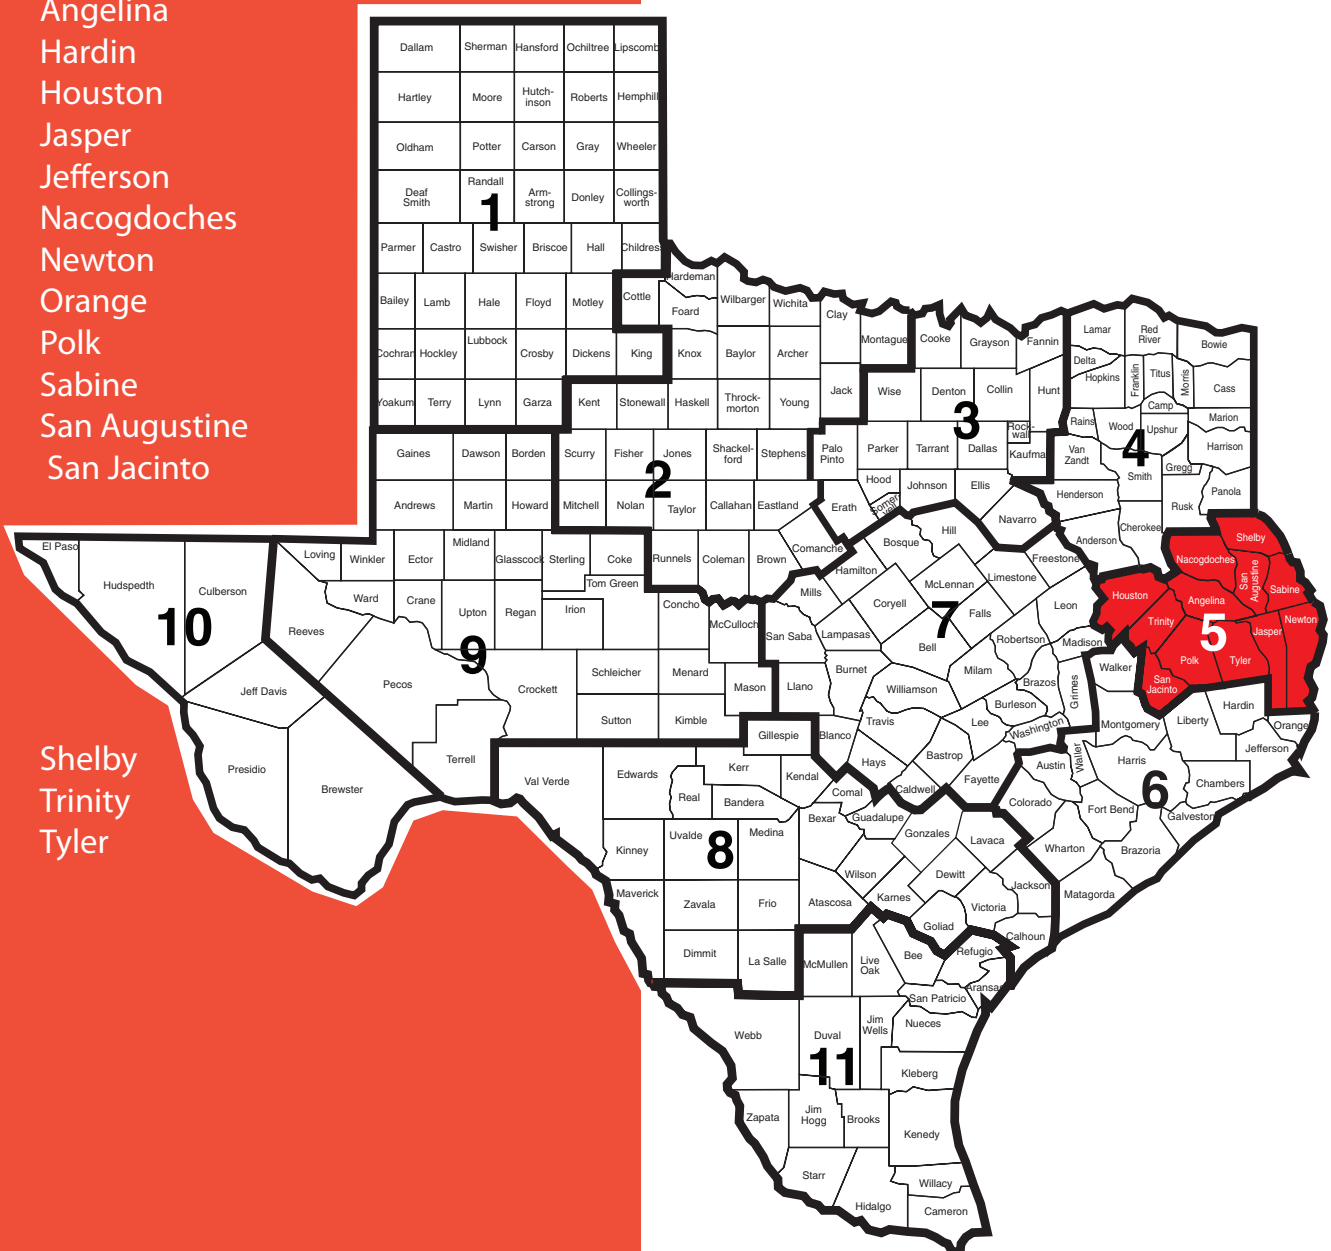 Angelina
Hardin
Houston
Jasper
Jefferson
Nacogdoches
Newton
Orange
Polk
Sabine
San Augustine
San Jacinto
Shelby
Trinity
Tyler
Dallam
Sherman
Hansford
Ochiltree
Lipscomb
Hartley
Moore
Hutch-
inson
Roberts
Hemphill
Oldham
Potter
Carson
Gray
Wheeler
Deaf
Smith
Randall
1
Arm-
strong
Donley
Collings-
worth
Parmer
Castro
Swisher
Briscoe
Hall
Childress
Bailey
Lamb
Hale
Floyd
Motley
Cottle
Hardeman
Foard
Wilbarger
Wichita
Clay
Montague
Cochran
Hockley
Lubbock
Crosby
Dickens
King
Knox
Baylor
Archer
Jack
Yoakum
Terry
Lynn
Garza
Kent
Stonewall
Haskell
Throck-
morton
Young
Gaines
Dawson
Borden
Scurry
Fisher
Jones
Shackel-
ford
Stephens
2
Andrews
Martin
Howard
Mitchell
Nolan
Taylor
Callahan
Eastland
Cooke
Grayson
Fannin
Wise
Denton
Collin
Hunt
3
Rock-
wall
Palo
Pinto
Parker
Tarrant
Dallas
Kaufma
Hood
Johnson
Ellis
Erath
Somer
vell
Navarro
Lamar
Red
River
Bowie
Delta
Hopkins
Franklin
Titus
Morris
Cass
Camp
Rains
Wood
Upshur
Marion
4
Van
Zandt
Smith
Gregg
Harrison
Henderson
Rusk
Panola
Cherokee
Anderson
Shelby
Nacogdoches
San
Augustine
Sabine
Houston
Angelina
Trinity
5
Newton
Jasper
Polk
Tyler
San
Jacinto
El Paso
Hudspeth
Culberson
10
Jeff Davis
Presidio
Brewster
Loving
Winkler
Ector
Midland
Glasscock
Sterling
Coke
Tom Green
Runnels
Coleman
Brown
Comanche
Ward
Crane
Upton
Regan
Irion
Concho
McCulloch
Reeves
9
Pecos
Crockett
Schleicher
Menard
Mason
Sutton
Kimble
Terrell
Hamilton
Bosque
Hill
Freestone
Mills
McLennan
Limestone
Coryell
7
Falls
Leon
San Saba
Lampasas
Bell
Robertson
Madison
Llano
Burnet
Milam
Brazos
Grimes
Williamson
Burleson
Travis
Lee
Washington
Blanco
Hays
Bastrop
Caldwell
Fayette
Walker
Montgomery
Liberty
Hardin
Orange
Jefferson
Austin
Waller
Harris
Chambers
6
Colorado
Fort Bend
Galveston
Wharton
Brazoria
Matagorda
Gillespie
Val Verde
Edwards
Kerr
Kendal
Real
Bandera
Comal
Bexar
Guadalupe
Gonzales
Lavaca
Kinney
Uvalde
8
Medina
Wilson
Dewitt
Jackson
Maverick
Zavala
Frio
Atascosa
Karnes
Victoria
Goliad
Calhoun
Dimmit
La Salle
McMullen
Live
Oak
Bee
Refugio
Aransas
San Patricio
Webb
Duval
Jim
Wells
Nueces
11
Kleberg
Zapata
Jim
Hogg
Brooks
Kenedy
Starr
Willacy
Hidalgo
Cameron